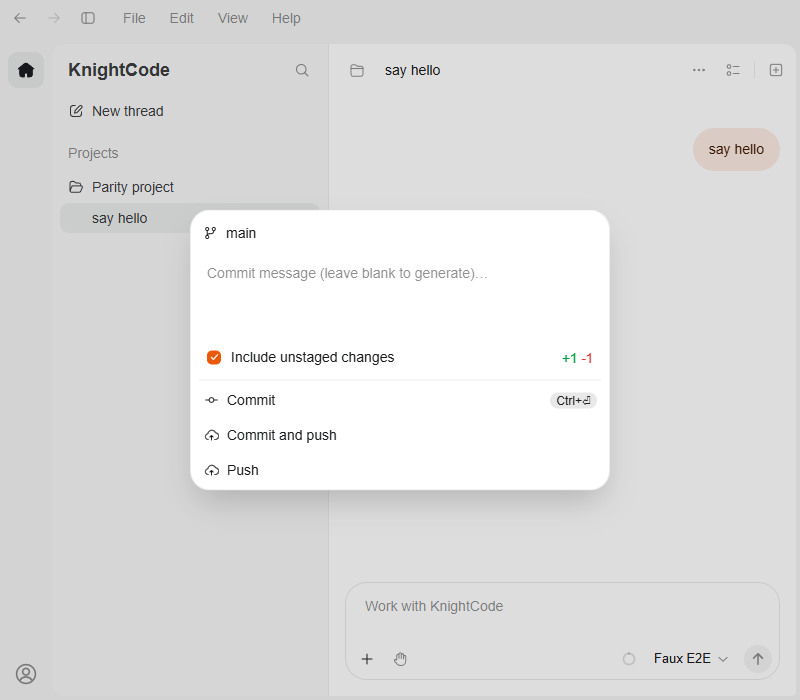 File Edit View Help
KnightCode
say hello
New thread
say hello
Projects
Parity project
say hello
main
Commit message (leave blank to generate)…
Include unstaged changes +1 -1
Commit Ctrl+⏎
Commit and push
Push
Work with KnightCode
Faux E2E